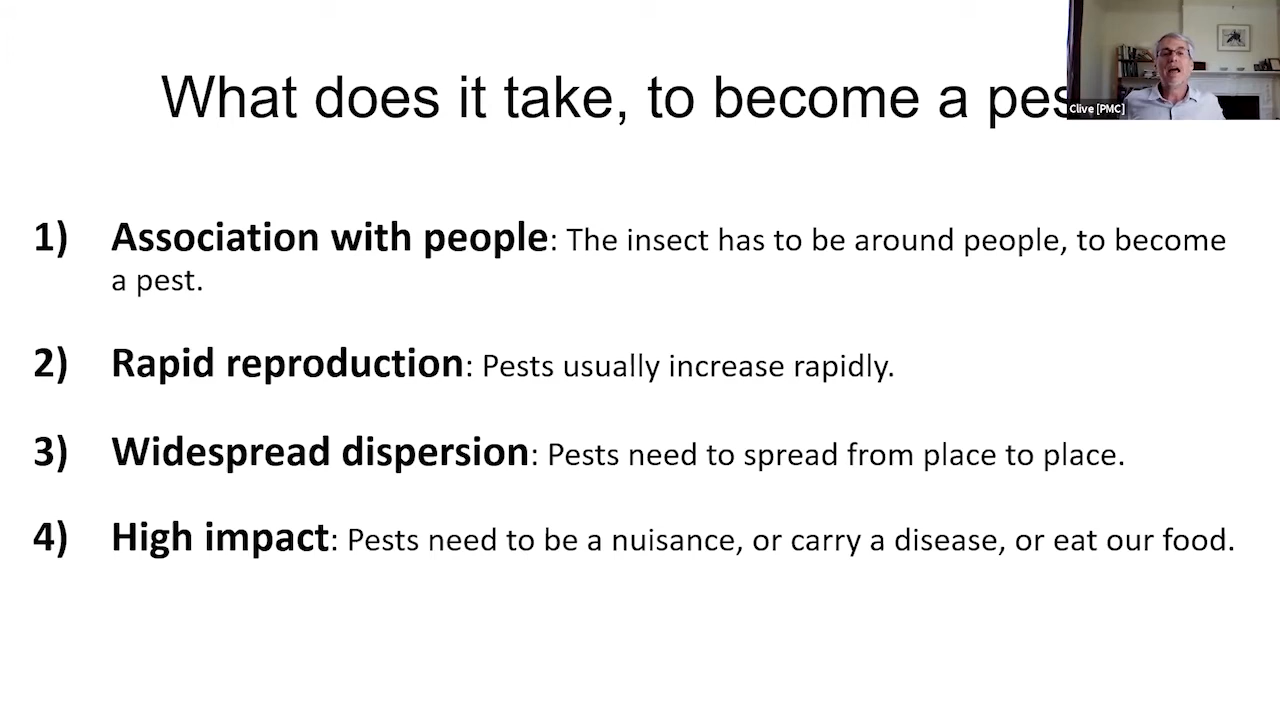 What does it take, to become a pes
Clive [PMC]
1) Association with people: The insect has to be around people, to become
a pest.
2) Rapid reproduction: Pests usually increase rapidly.
3) Widespread dispersion: Pests need to spread from place to place.
4) High impact: Pests need to be a nuisance, or carry a disease, or eat our food.